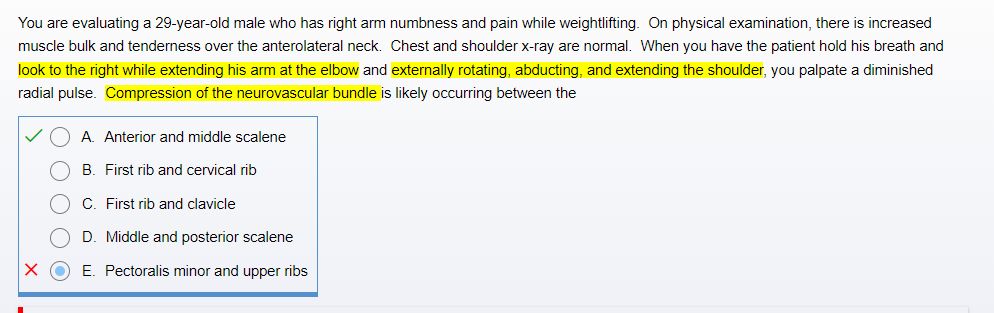 You are evaluating a 29-year-old male who has right arm numbness and pain while weightlifting. On physical examination, there is increased
muscle bulk and tenderness over the anterolateral neck. Chest and shoulder x-ray are normal. When you have the patient hold his breath and
look to the right while extending his arm at the elbow and externally rotating, abducting, and extending the shoulder, you palpate a diminished
radial pulse. Compression of the neurovascular bundle is likely occurring between the
A. Anterior and middle scalene
B. First rib and cervical rib
C. First rib and clavicle
D. Middle and posterior scalene
E. Pectoralis minor and upper ribs